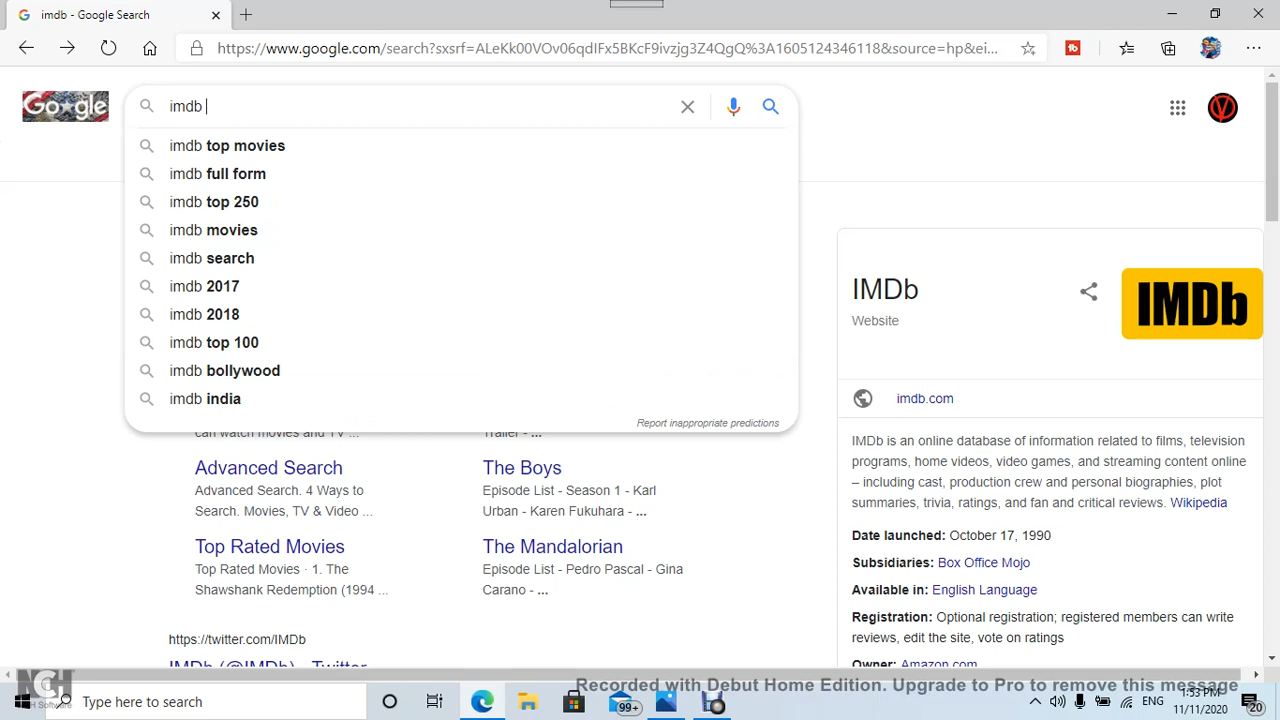 imdb - Google Search
https://www.google.com/search?sxsrf=ALeKk00VOv06qdIFx5BKcF9ivzjg3Z4QgQ%3A1605124346118&source=hp&ei...
Google
imdb
imdb top movies
imdb full form
imdb top 250
imdb movies
imdb search
imdb 2017
imdb 2018
imdb top 100
imdb bollywood
imdb india
Report inappropriate predictions
can watch movies and TV ...
Trailer - ...
Advanced Search
Advanced Search. 4 Ways to
Search. Movies, TV & Video ...
The Boys
Episode List - Season 1 - Karl
Urban - Karen Fukuhara - ...
Top Rated Movies
Top Rated Movies · 1. The
Shawshank Redemption (1994 ...
The Mandalorian
Episode List - Pedro Pascal - Gina
Carano - ...
https://twitter.com/IMDb
IMDb (@IMDb) - Twitter
IMDb
Website
IMDb
imdb.com
IMDb is an online database of information related to films, television
programs, home videos, video games, and streaming content online
– including cast, production crew and personal biographies, plot
summaries, trivia, ratings, and fan and critical reviews. Wikipedia
Date launched: October 17, 1990
Subsidiaries: Box Office Mojo
Available in: English Language
Registration: Optional registration; registered members can write
reviews, edit the site, vote on ratings
Owner: Amazon.com
Recorded with Debut Home Edition. Upgrade to Pro to remove this message
NCH Software
Type here to search
99+
ENG
1:53 PM
11/11/2020
20